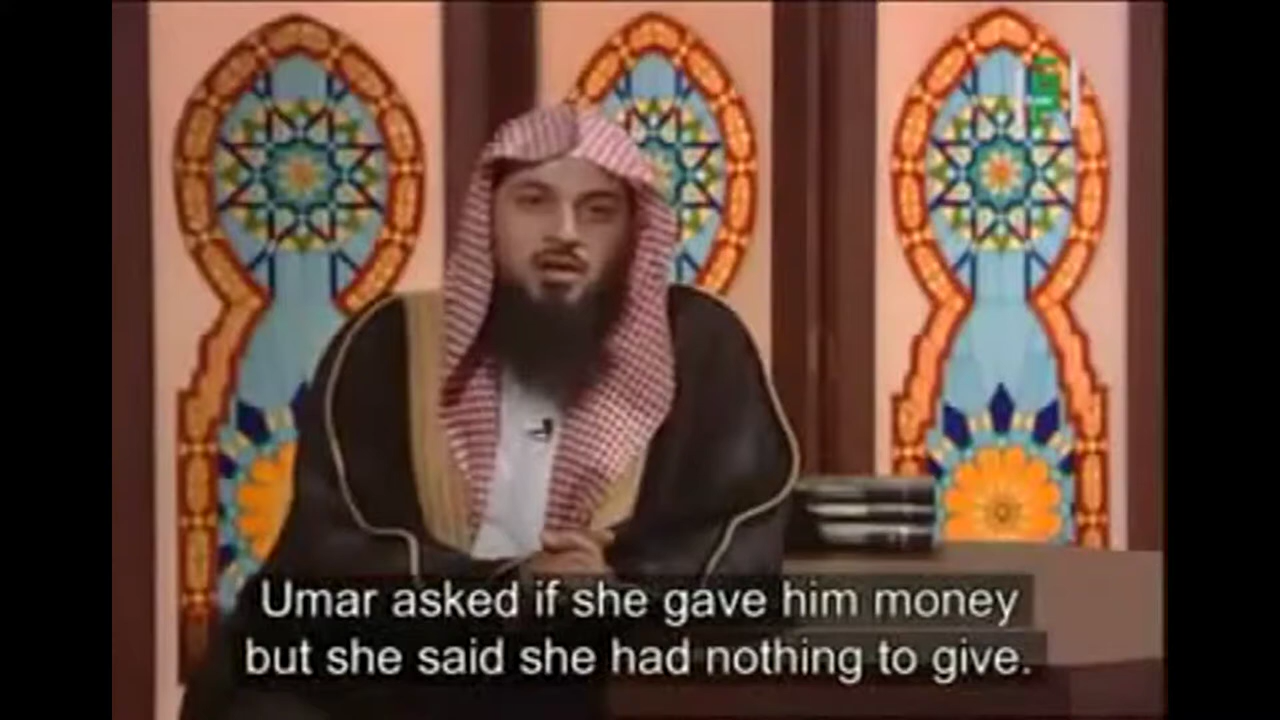 Umar asked if she gave him money
but she said she had nothing to give.